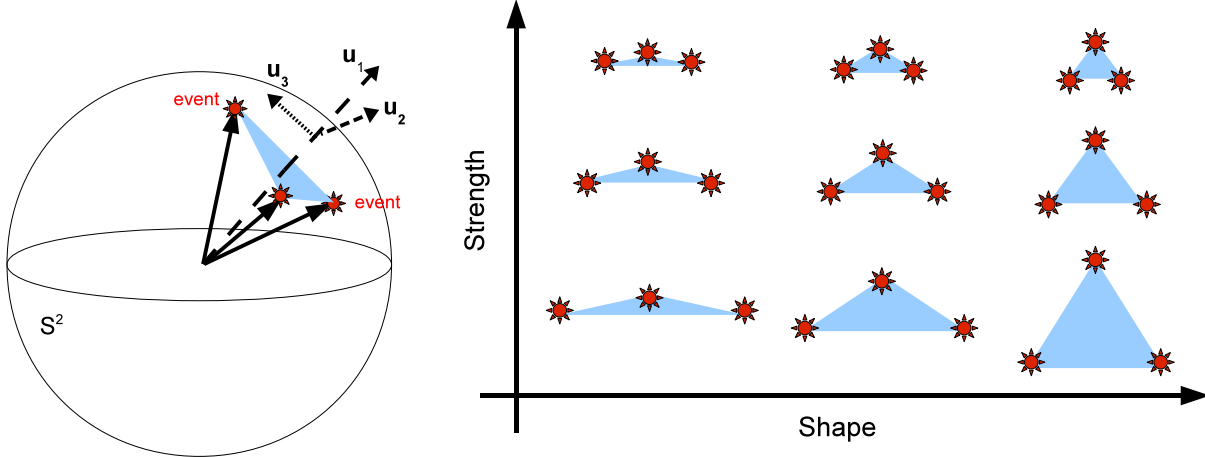 u₁
u₃
event
u₂
event
S²
Strength
Shape